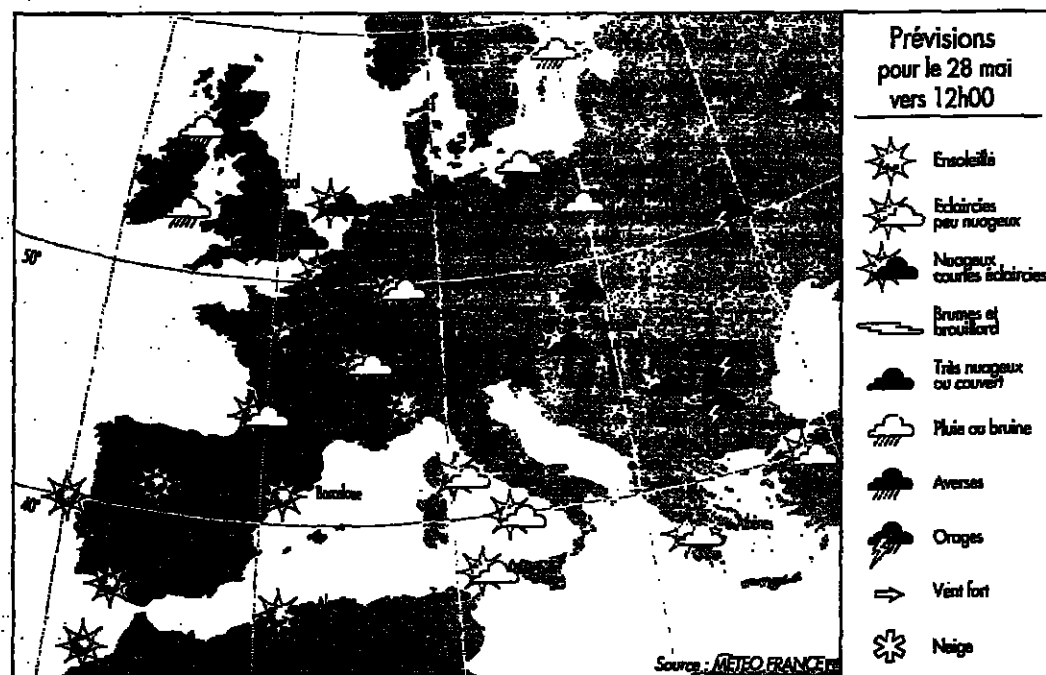 Prévisions
pour le 28 mai
vers 12h00
Ensoleillé
Eclaircies
peu nuageux
Nuageux
courtes éclaircies
Brumes et
brouillard
Très nuageux
ou couvert
Pluie ou bruine
Averses
Orages
Vent fort
Neige
50°
40°
Barcelone
Athènes
Source : METEO FRANCE